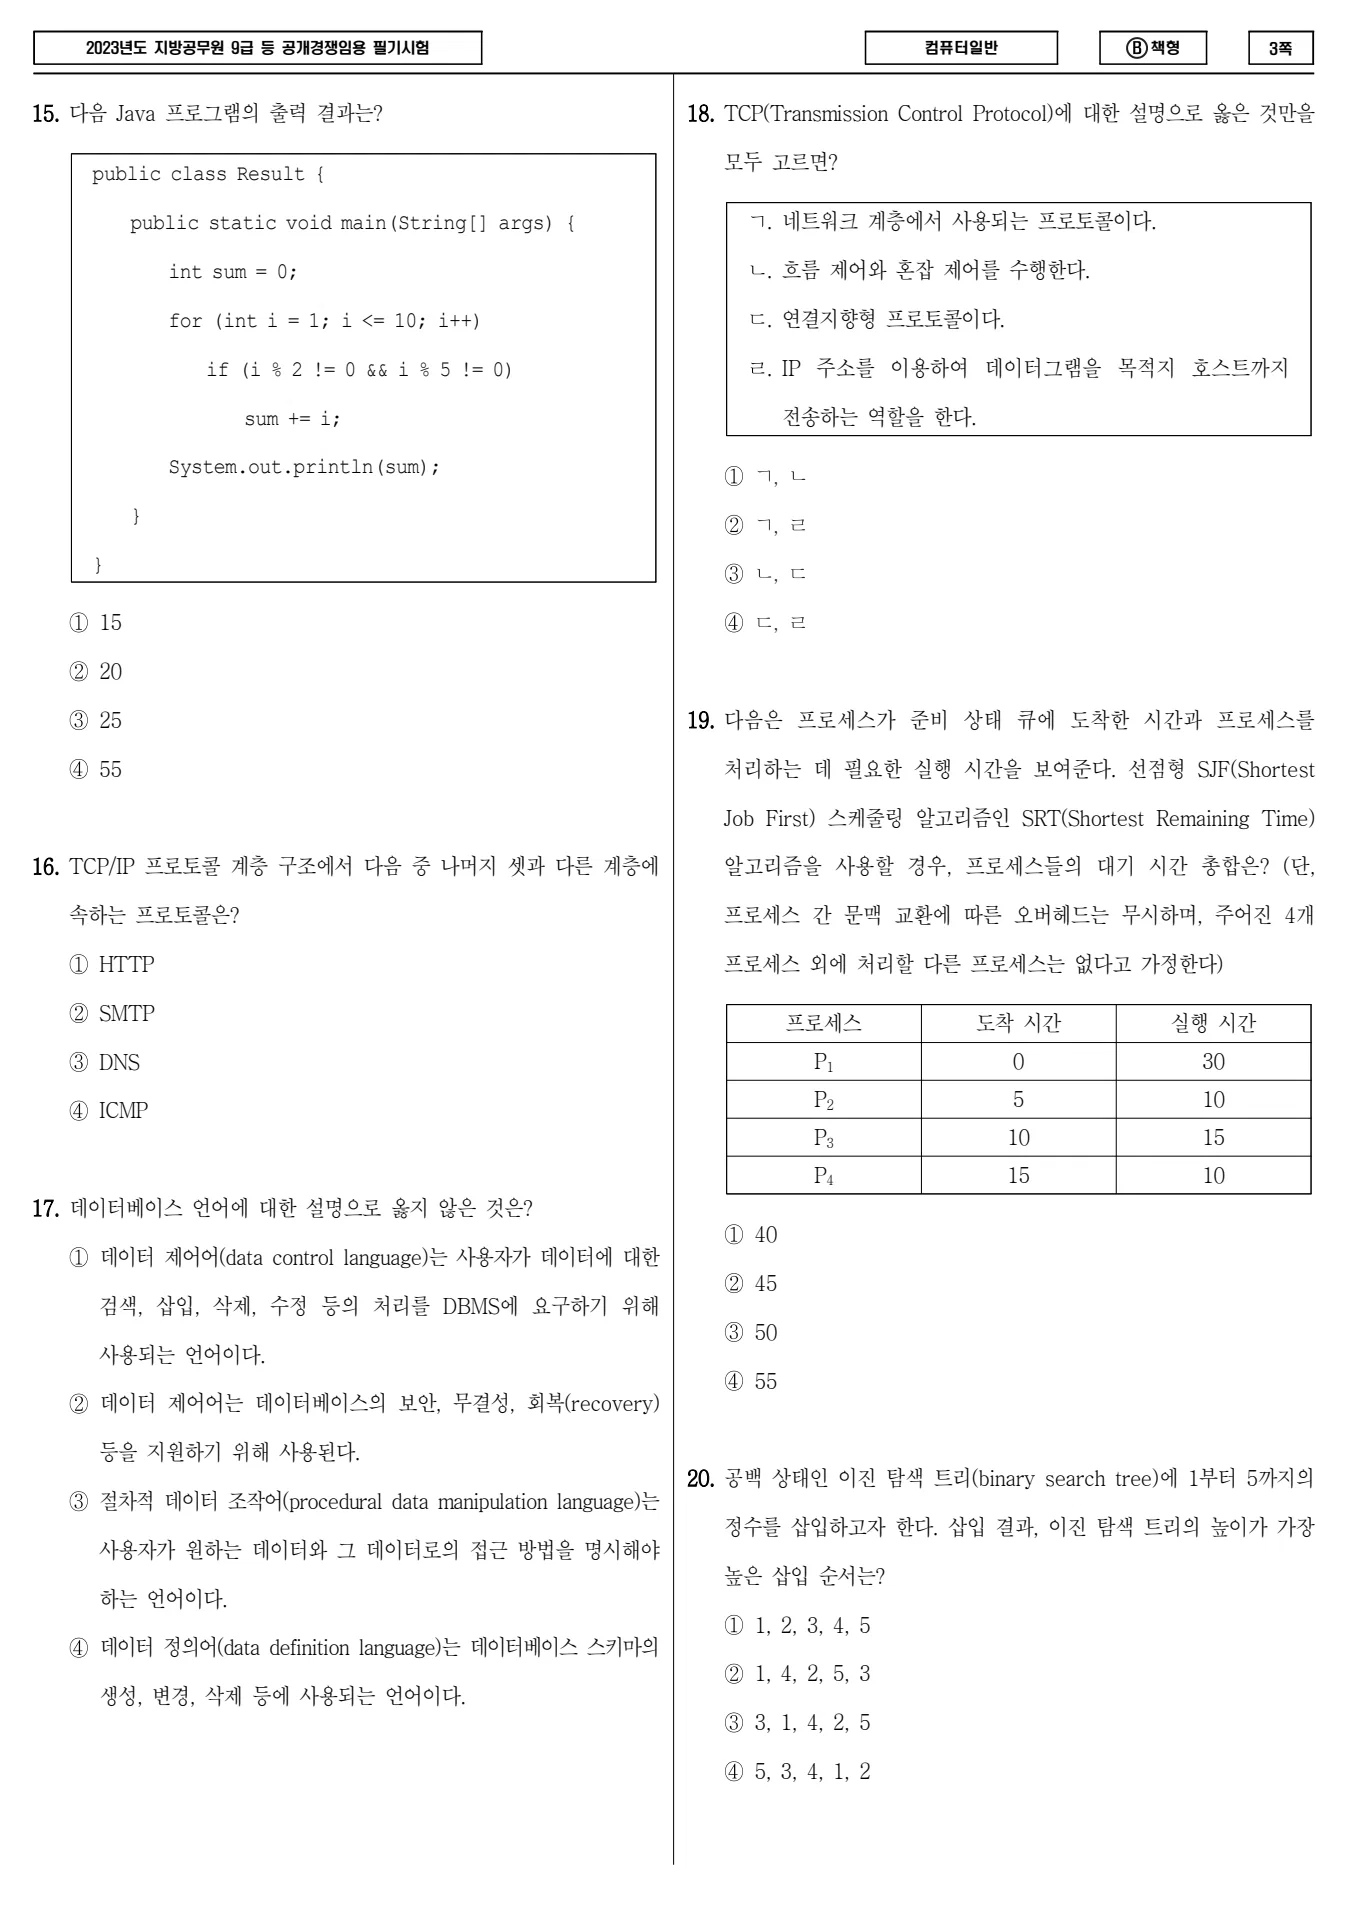 2023년도 지방공무원 9급 등 공개경쟁임용 필기시험
컴퓨터일반
Ⓑ책형
3쪽
15. 다음 Java 프로그램의 출력 결과는?
public class Result {
public static void main(String[] args) {
int sum = 0;
for (int i = 1; i <= 10; i++)
if (i % 2 != 0 && i % 5 != 0)
sum += i;
System.out.println(sum);
}
}
① 15
② 20
③ 25
④ 55
16. TCP/IP 프로토콜 계층 구조에서 다음 중 나머지 셋과 다른 계층에
속하는 프로토콜은?
① HTTP
② SMTP
③ DNS
④ ICMP
17. 데이터베이스 언어에 대한 설명으로 옳지 않은 것은?
① 데이터 제어어(data control language)는 사용자가 데이터에 대한
검색, 삽입, 삭제, 수정 등의 처리를 DBMS에 요구하기 위해
사용되는 언어이다.
② 데이터 제어어는 데이터베이스의 보안, 무결성, 회복(recovery)
등을 지원하기 위해 사용된다.
③ 절차적 데이터 조작어(procedural data manipulation language)는
사용자가 원하는 데이터와 그 데이터로의 접근 방법을 명시해야
하는 언어이다.
④ 데이터 정의어(data definition language)는 데이터베이스 스키마의
생성, 변경, 삭제 등에 사용되는 언어이다.
18. TCP(Transmission Control Protocol)에 대한 설명으로 옳은 것만을
모두 고르면?
ㄱ. 네트워크 계층에서 사용되는 프로토콜이다.
ㄴ. 흐름 제어와 혼잡 제어를 수행한다.
ㄷ. 연결지향형 프로토콜이다.
ㄹ. IP 주소를 이용하여 데이터그램을 목적지 호스트까지
전송하는 역할을 한다.
① ㄱ, ㄴ
② ㄱ, ㄹ
③ ㄴ, ㄷ
④ ㄷ, ㄹ
19. 다음은 프로세스가 준비 상태 큐에 도착한 시간과 프로세스를
처리하는 데 필요한 실행 시간을 보여준다. 선점형 SJF(Shortest
Job First) 스케줄링 알고리즘인 SRT(Shortest Remaining Time)
알고리즘을 사용할 경우, 프로세스들의 대기 시간 총합은? (단,
프로세스 간 문맥 교환에 따른 오버헤드는 무시하며, 주어진 4개
프로세스 외에 처리할 다른 프로세스는 없다고 가정한다)
프로세스 도착 시간 실행 시간
P₁ 0 30
P₂ 5 10
P₃ 10 15
P₄ 15 10
① 40
② 45
③ 50
④ 55
20. 공백 상태인 이진 탐색 트리(binary search tree)에 1부터 5까지의
정수를 삽입하고자 한다. 삽입 결과, 이진 탐색 트리의 높이가 가장
높은 삽입 순서는?
① 1, 2, 3, 4, 5
② 1, 4, 2, 5, 3
③ 3, 1, 4, 2, 5
④ 5, 3, 4, 1, 2